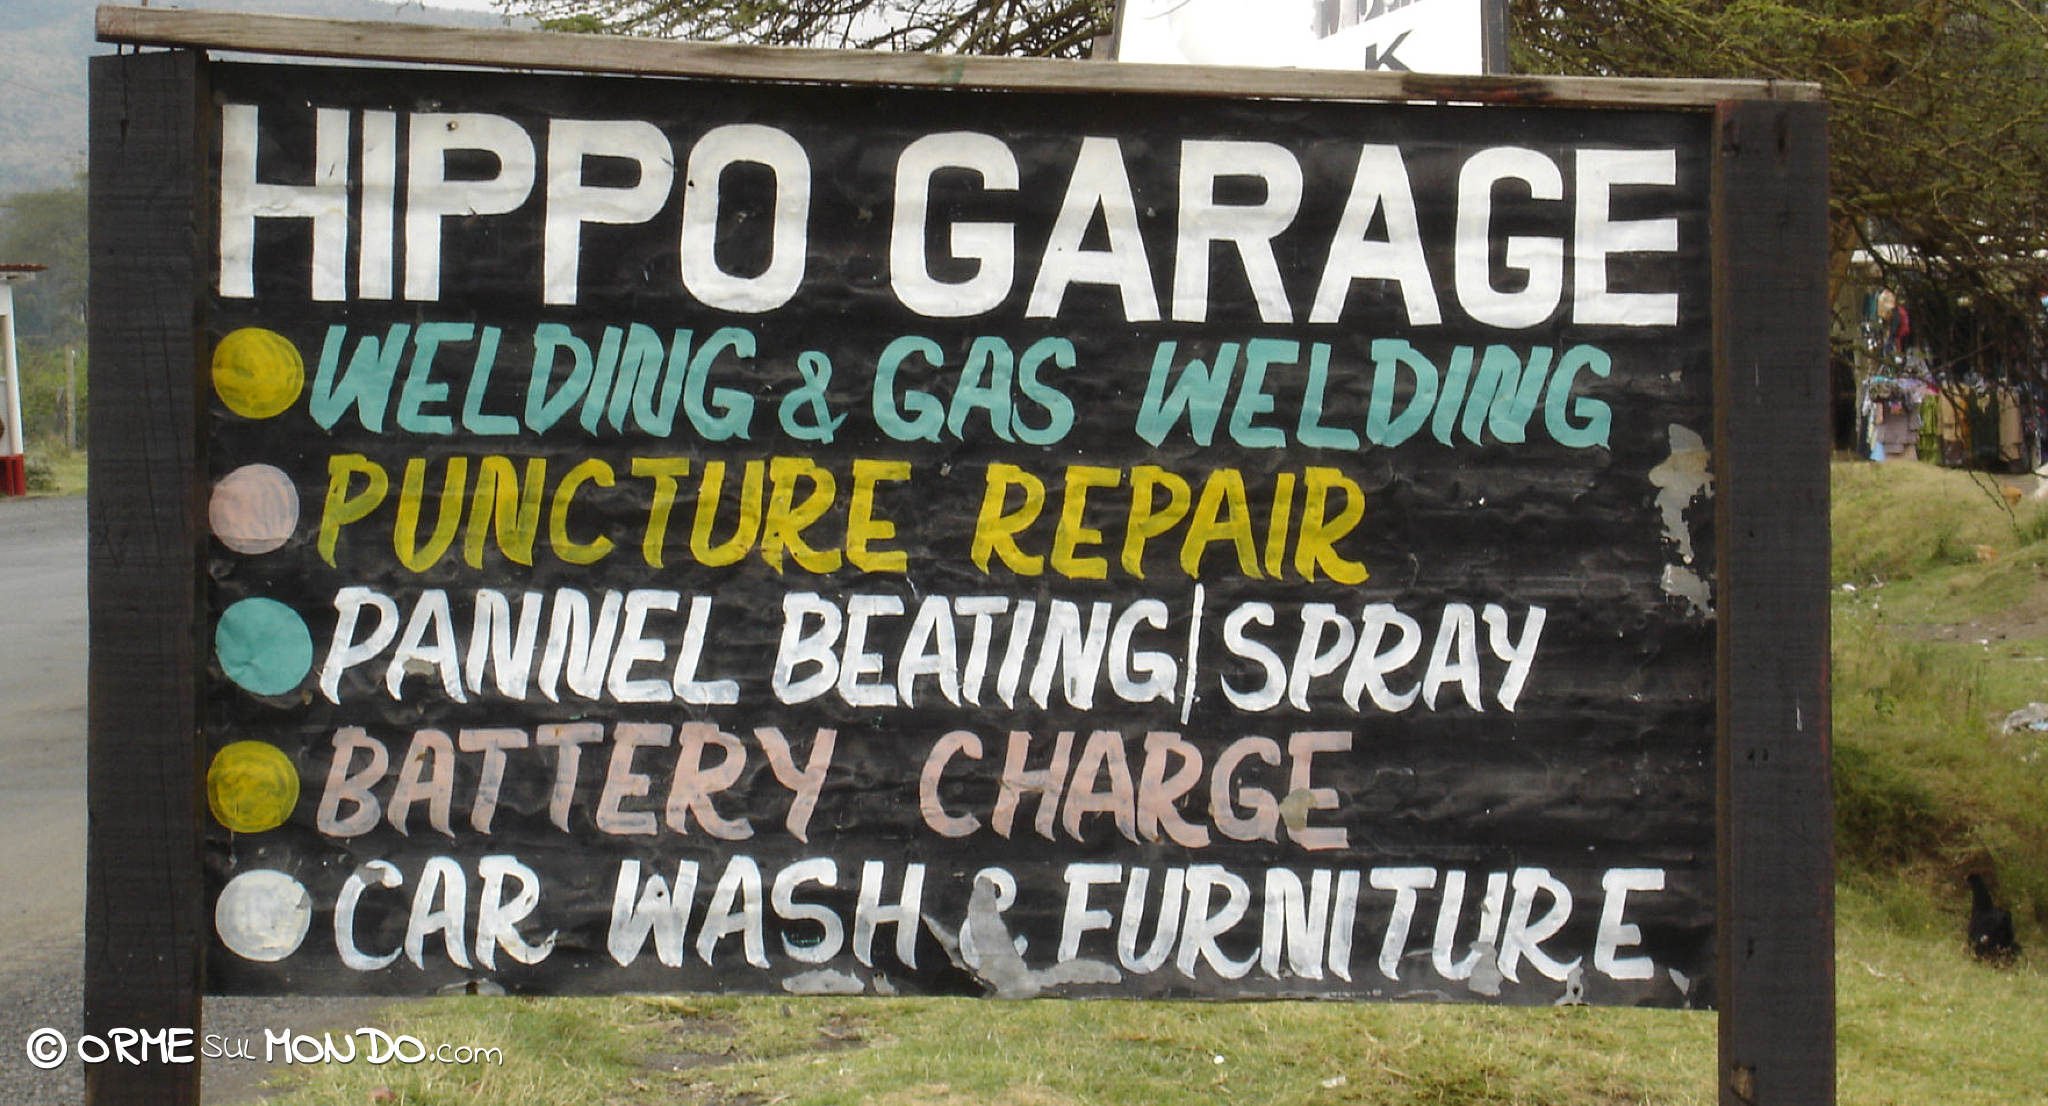 K
HIPPO GARAGE
WELDING & GAS WELDING
PUNCTURE REPAIR
PANNEL BEATING/SPRAY
BATTERY CHARGE
CAR WASH & FURNITURE
© ORME SUL MONDO.com